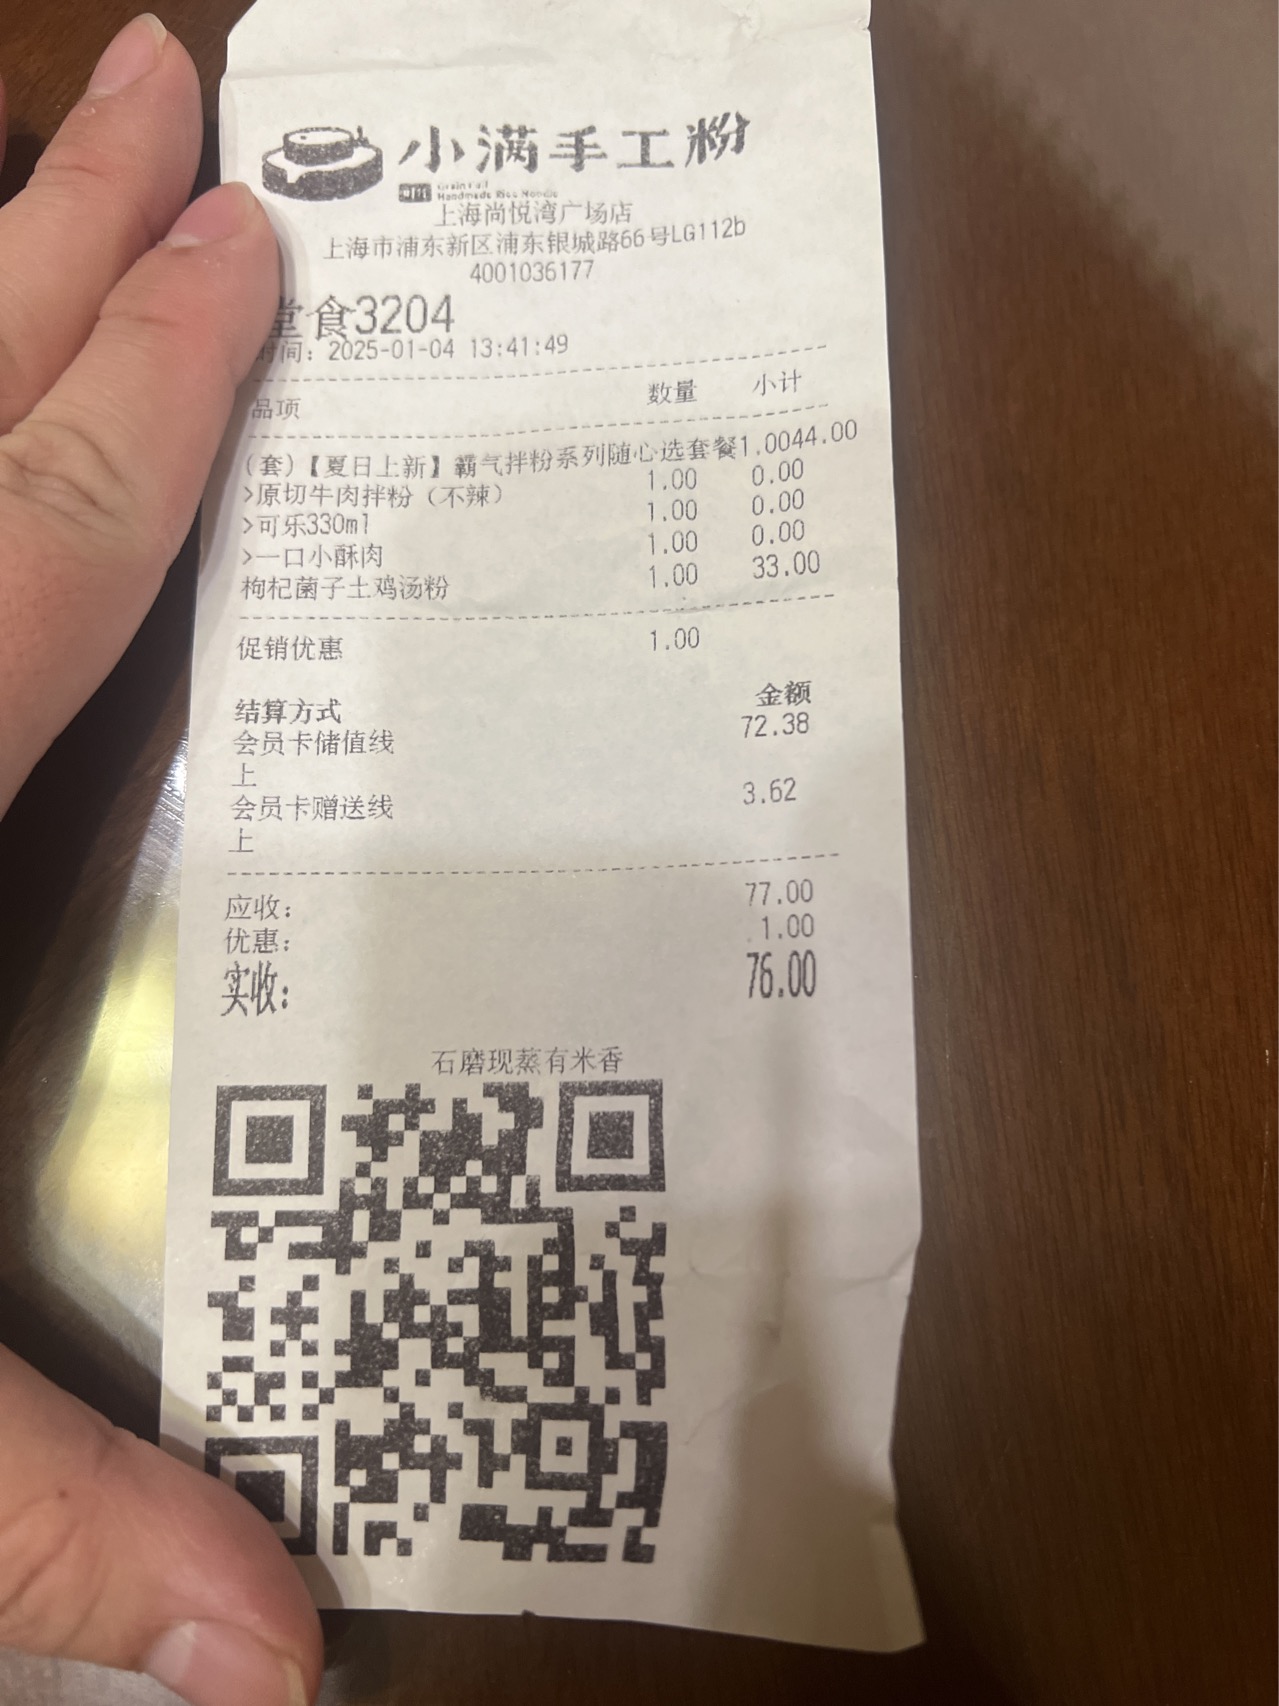 小满手工粉
Grain Full
Handmade Rice Noodle
上海尚悦湾广场店
上海市浦东新区浦东银城路66号LG112b
4001036177
堂食3204
时间：2025-01-04 13:41:49
品项 数量 小计
(套)【夏日上新】霸气拌粉系列随心选套餐1.0044.00
>原切牛肉拌粉（不辣） 1.00 0.00
>可乐330ml 1.00 0.00
>一口小酥肉 1.00 0.00
枸杞菌子土鸡汤粉 1.00 33.00
促销优惠 1.00
结算方式 金额
会员卡储值线 72.38
上
会员卡赠送线 3.62
上
应收： 77.00
优惠： 1.00
实收： 76.00
石磨现蒸有米香